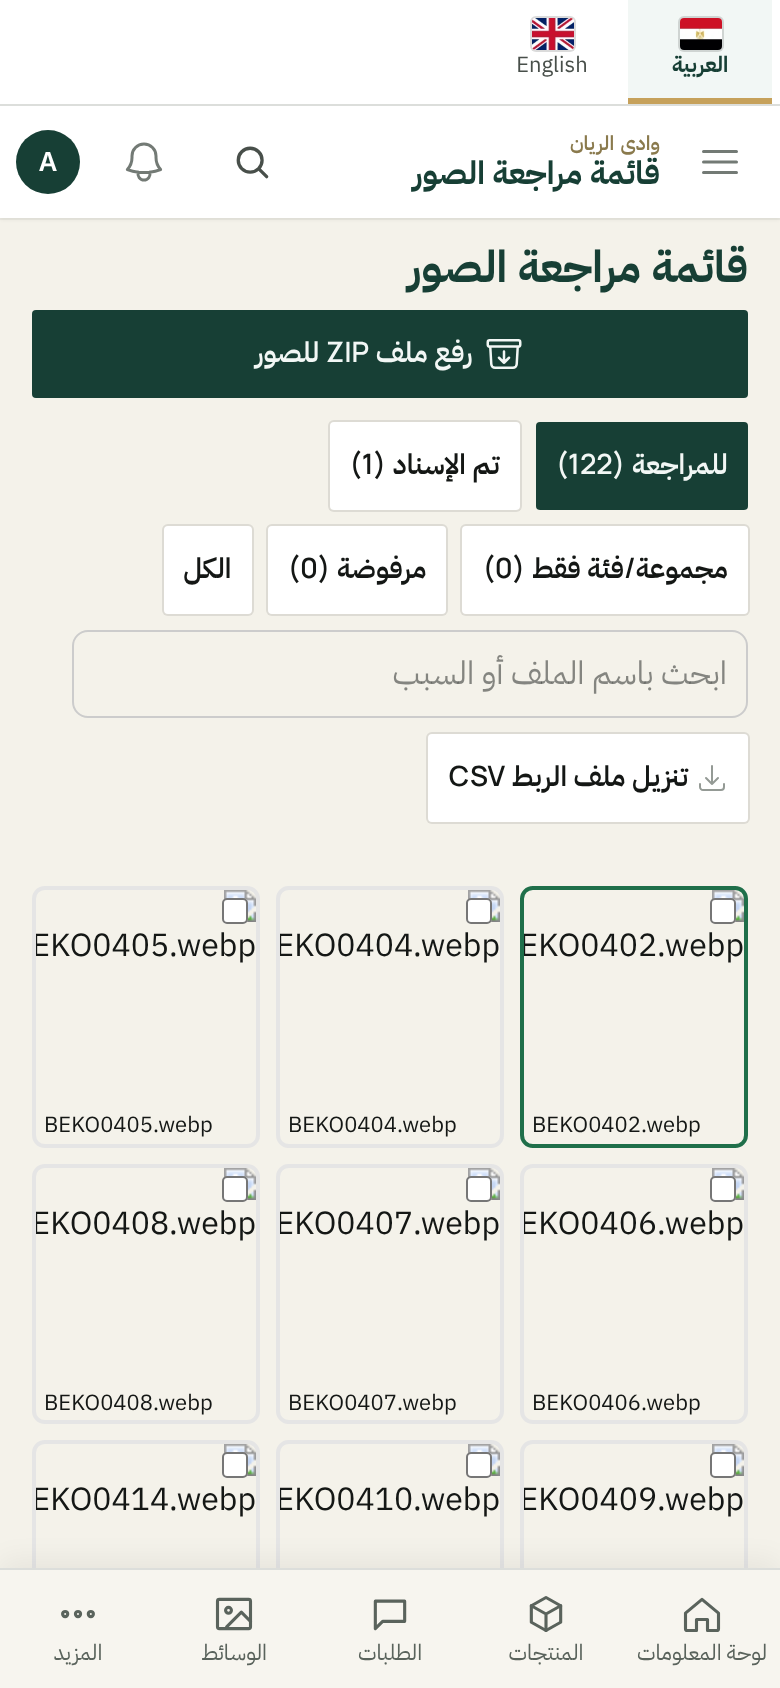 العربية
English
وادى الريان
قائمة مراجعة الصور
A
قائمة مراجعة الصور
رفع ملف ZIP للصور
للمراجعة (122)
تم الإسناد (1)
مجموعة/فئة فقط (0)
مرفوضة (0)
الكل
ابحث باسم الملف أو السبب
تنزيل ملف الربط CSV
EKO0402.webp
EKO0404.webp
EKO0405.webp
BEKO0402.webp
BEKO0404.webp
BEKO0405.webp
EKO0406.webp
EKO0407.webp
EKO0408.webp
BEKO0406.webp
BEKO0407.webp
BEKO0408.webp
EKO0409.webp
EKO0410.webp
EKO0414.webp
لوحة المعلومات
المنتجات
الطلبات
الوسائط
المزيد